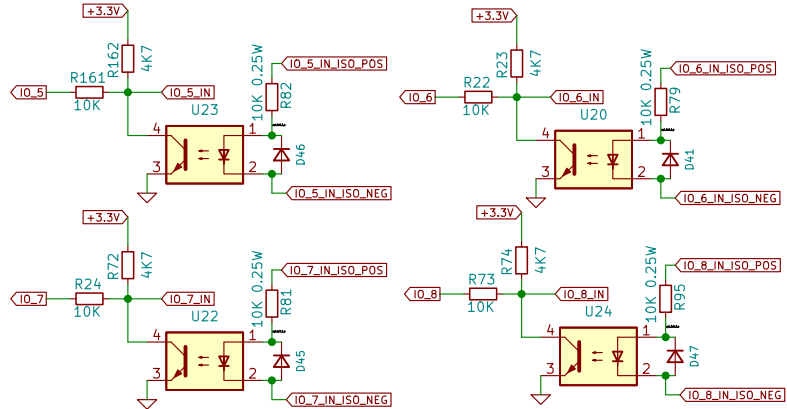 +3.3V
R162
4K7
IO_5
R161
10K
IO_5_IN
U23
4
3
1
2
IO_5_IN_ISO_POS
10K 0.25W
R82
D46
IO_5_IN_ISO_NEG
+3.3V
R23
4K7
IO_6
R22
10K
IO_6_IN
U20
4
3
1
2
IO_6_IN_ISO_POS
10K 0.25W
R79
D41
IO_6_IN_ISO_NEG
+3.3V
R72
4K7
IO_7
R24
10K
IO_7_IN
U22
4
3
1
2
IO_7_IN_ISO_POS
10K 0.25W
R81
D45
IO_7_IN_ISO_NEG
+3.3V
R74
4K7
IO_8
R73
10K
IO_8_IN
U24
4
3
1
2
IO_8_IN_ISO_POS
10K 0.25W
R95
D47
IO_8_IN_ISO_NEG